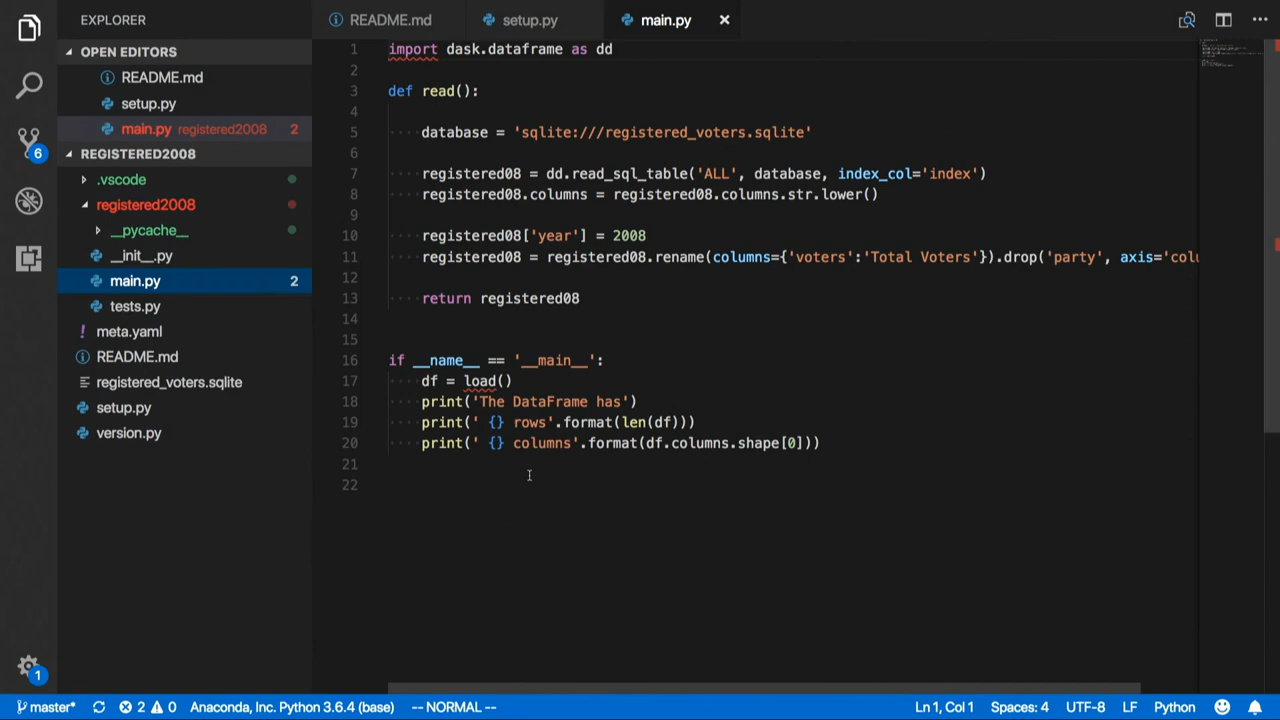 EXPLORER
OPEN EDITORS
README.md
setup.py
main.py registered2008 2
REGISTERED2008
.vscode
registered2008
__pycache__
__init__.py
main.py 2
tests.py
meta.yaml
README.md
registered_voters.sqlite
setup.py
version.py
6
1
README.md setup.py main.py
1 import dask.dataframe as dd
2
3 def read():
4
5 database = 'sqlite:///registered_voters.sqlite'
6
7 registered08 = dd.read_sql_table('ALL', database, index_col='index')
8 registered08.columns = registered08.columns.str.lower()
9
10 registered08['year'] = 2008
11 registered08 = registered08.rename(columns={'voters':'Total Voters'}).drop('party', axis='colu
12
13 return registered08
14
15
16 if __name__ == '__main__':
17 df = load()
18 print('The DataFrame has')
19 print(' {} rows'.format(len(df)))
20 print(' {} columns'.format(df.columns.shape[0]))
21
22
master* 2 0 Anaconda, Inc. Python 3.6.4 (base) -- NORMAL -- Ln 1, Col 1 Spaces: 4 UTF-8 LF Python